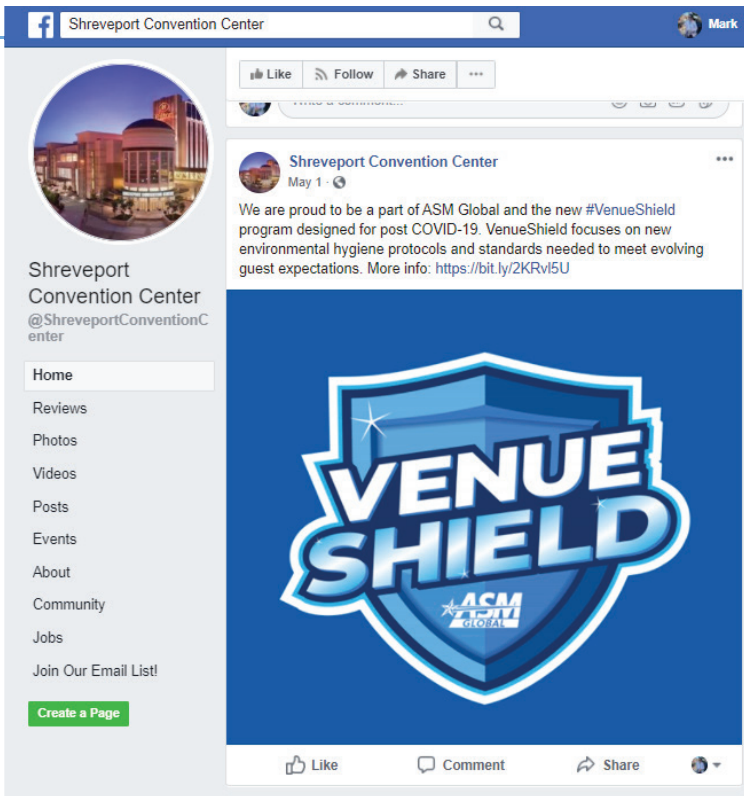 Shreveport Convention Center
Mark
Like
Follow
Share
Write a comment...
Shreveport Convention Center
May 1 ·
We are proud to be a part of ASM Global and the new #VenueShield
program designed for post COVID-19. VenueShield focuses on new
environmental hygiene protocols and standards needed to meet evolving
guest expectations. More info: https://bit.ly/2KRvl5U
Shreveport
Convention Center
@ShreveportConventionC
enter
Home
Reviews
Photos
Videos
Posts
Events
About
Community
Jobs
Join Our Email List!
Create a Page
VENUE
SHIELD
ASM
GLOBAL
Like
Comment
Share